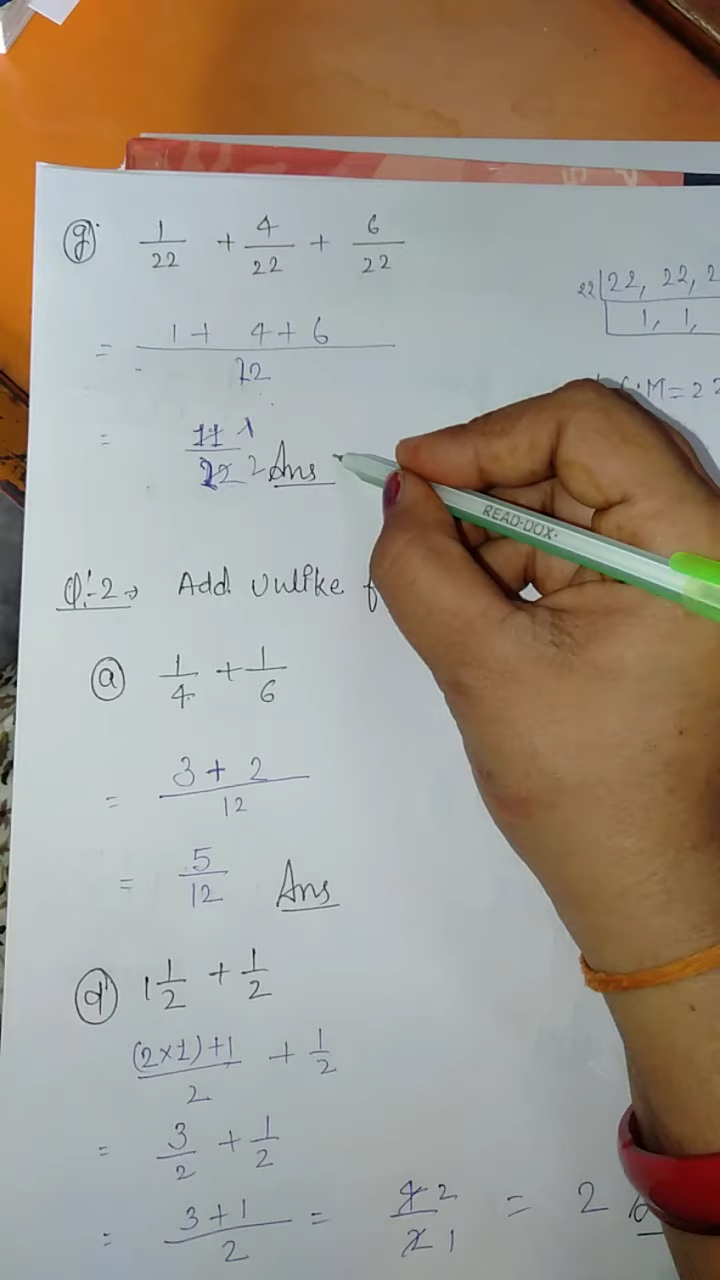 (g) 1/22 + 4/22 + 6/22
22 | 22, 22, 2
1, 1,
= 1 + 4 + 6 / 12
M = 22
= 11 1 / 22 2 Ans
READ-DOX.
Q:-2 → Add Unlike f
(a) 1/4 + 1/6
= 3 + 2 / 12
= 5/12 Ans
(d) 1 1/2 + 1/2
(2×1)+1 / 2 + 1/2
= 3/2 + 1/2
= 3+1 / 2 = 4 2 / 2 1 = 2